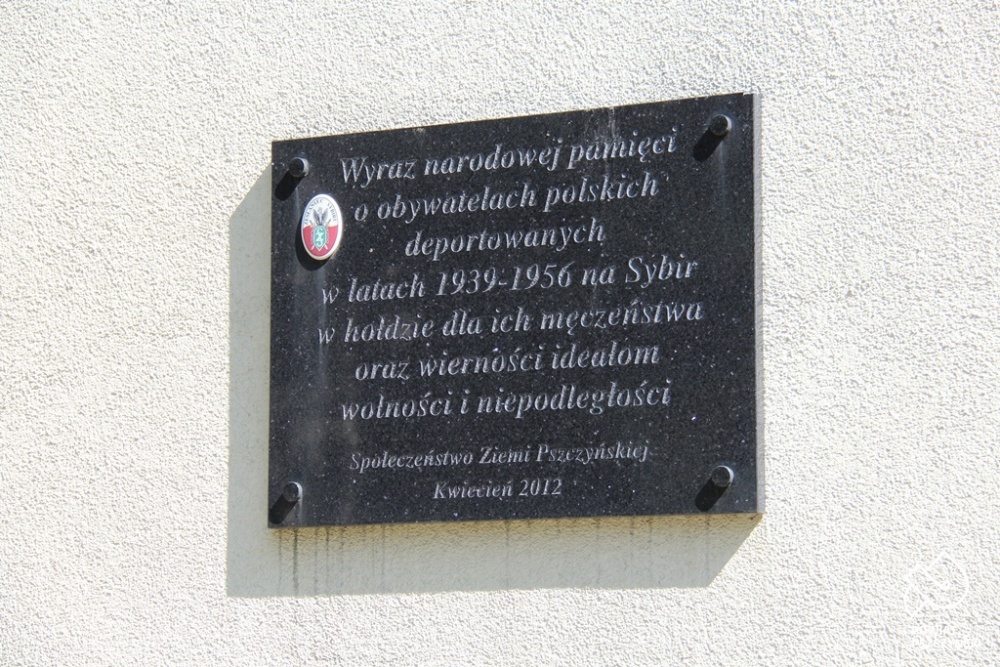 Wyraz narodowej pamięci
o obywatelach polskich
deportowanych
w latach 1939-1956 na Sybir
w hołdzie dla ich męczeństwa
oraz wierności ideałom
wolności i niepodległości
Społeczeństwo Ziemi Pszczyńskiej
Kwiecień 2012